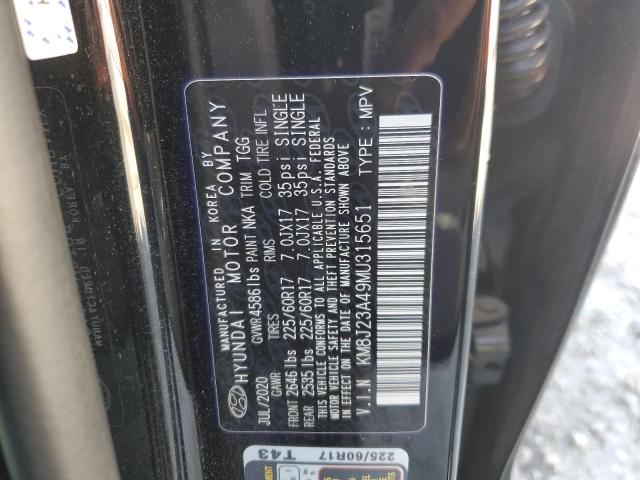 MANUFACTURED IN KOREA BY
HYUNDAI MOTOR COMPANY
JUL/2020 GVWR 4586 lbs PAINT NKA TRIM TGG
GAWR TIRES RMS COLD TIRE INFL
FRONT 2646 lbs 225/60R17 7.0JX17 35psi SINGLE
REAR 2535 lbs 225/60R17 7.0JX17 35psi SINGLE
THIS VEHICLE CONFORMS TO ALL APPLICABLE U.S.A. FEDERAL
MOTOR VEHICLE SAFETY AND THEFT PREVENTION STANDARDS
IN EFFECT ON THE DATE OF MANUFACTURE SHOWN ABOVE
V.I.N KM8J23A49MU315651 TYPE : MPV
225/60R17
T43